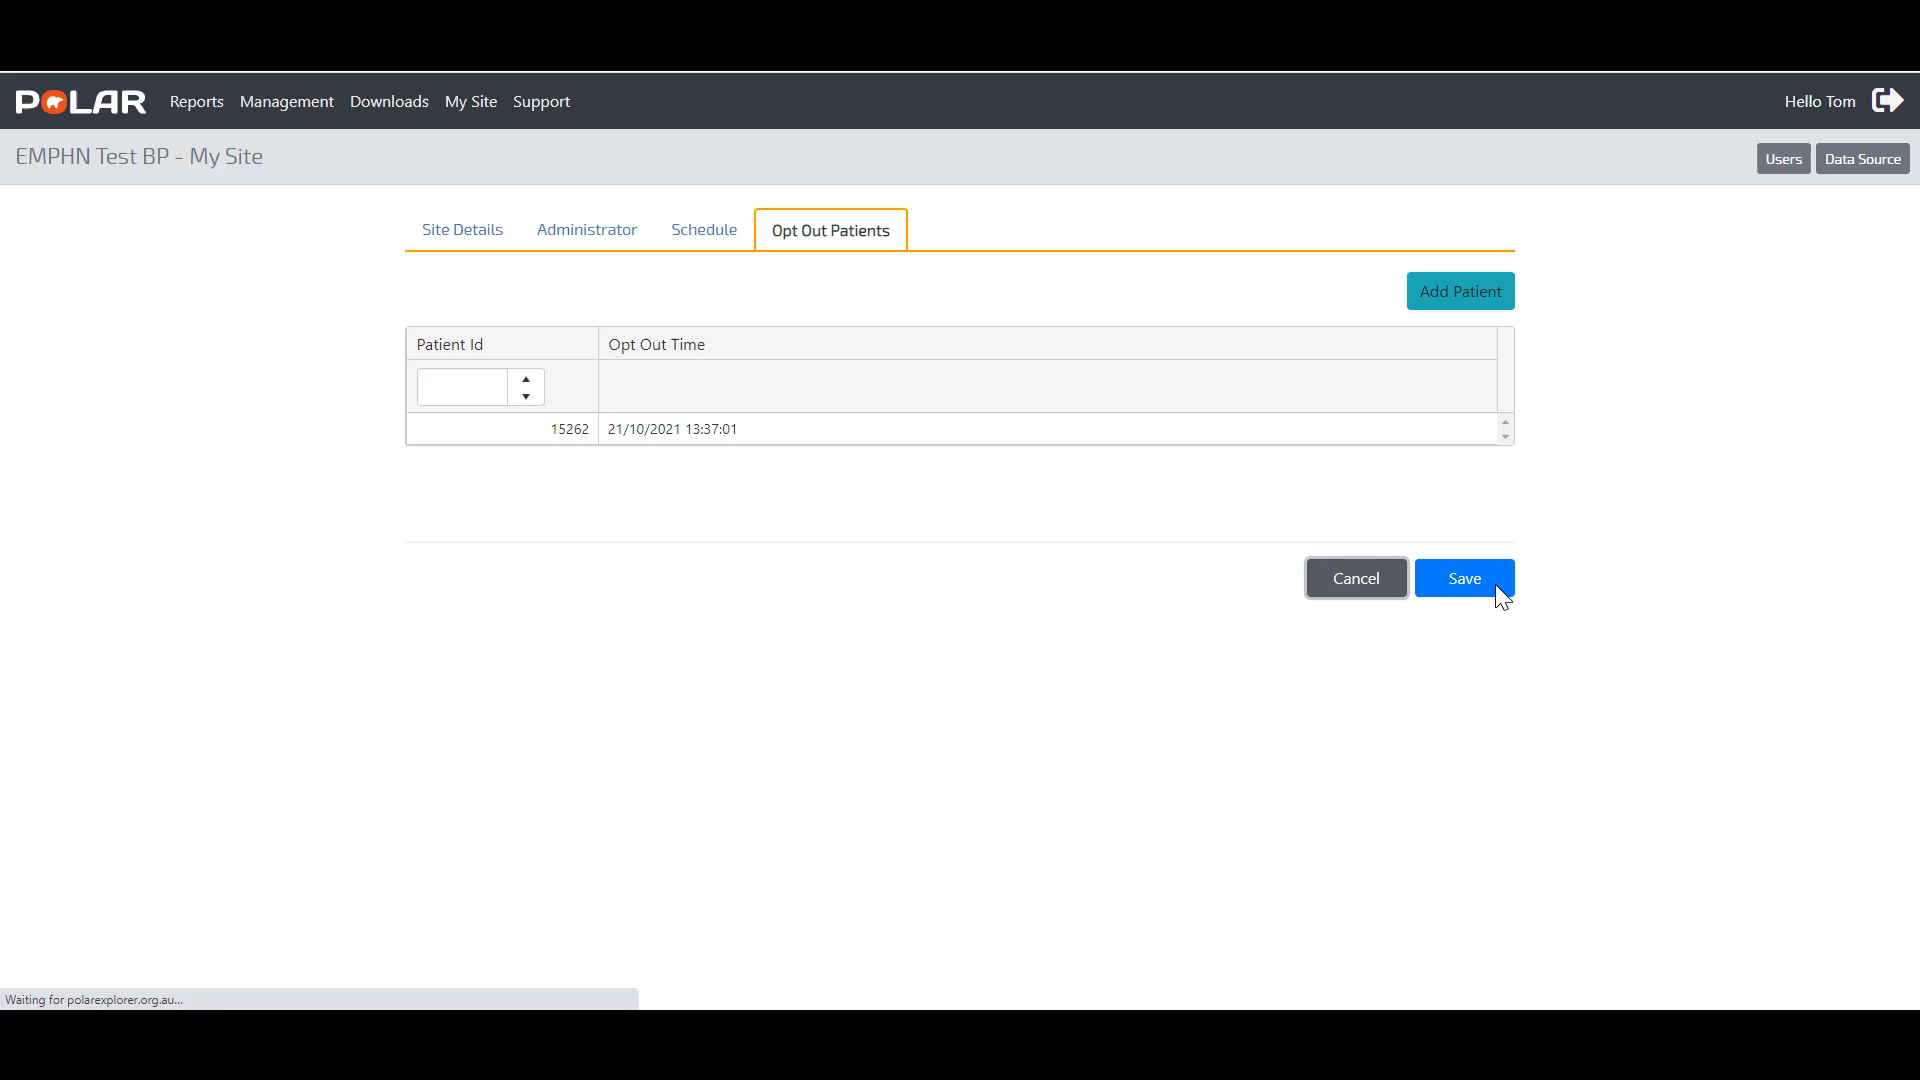 POLAR Reports Management Downloads My Site Support Hello Tom
EMPHN Test BP - My Site Users Data Source
Site Details Administrator Schedule Opt Out Patients
Add Patient
Patient Id Opt Out Time
15262 21/10/2021 13:37:01
Cancel Save
Waiting for polarexplorer.org.au...